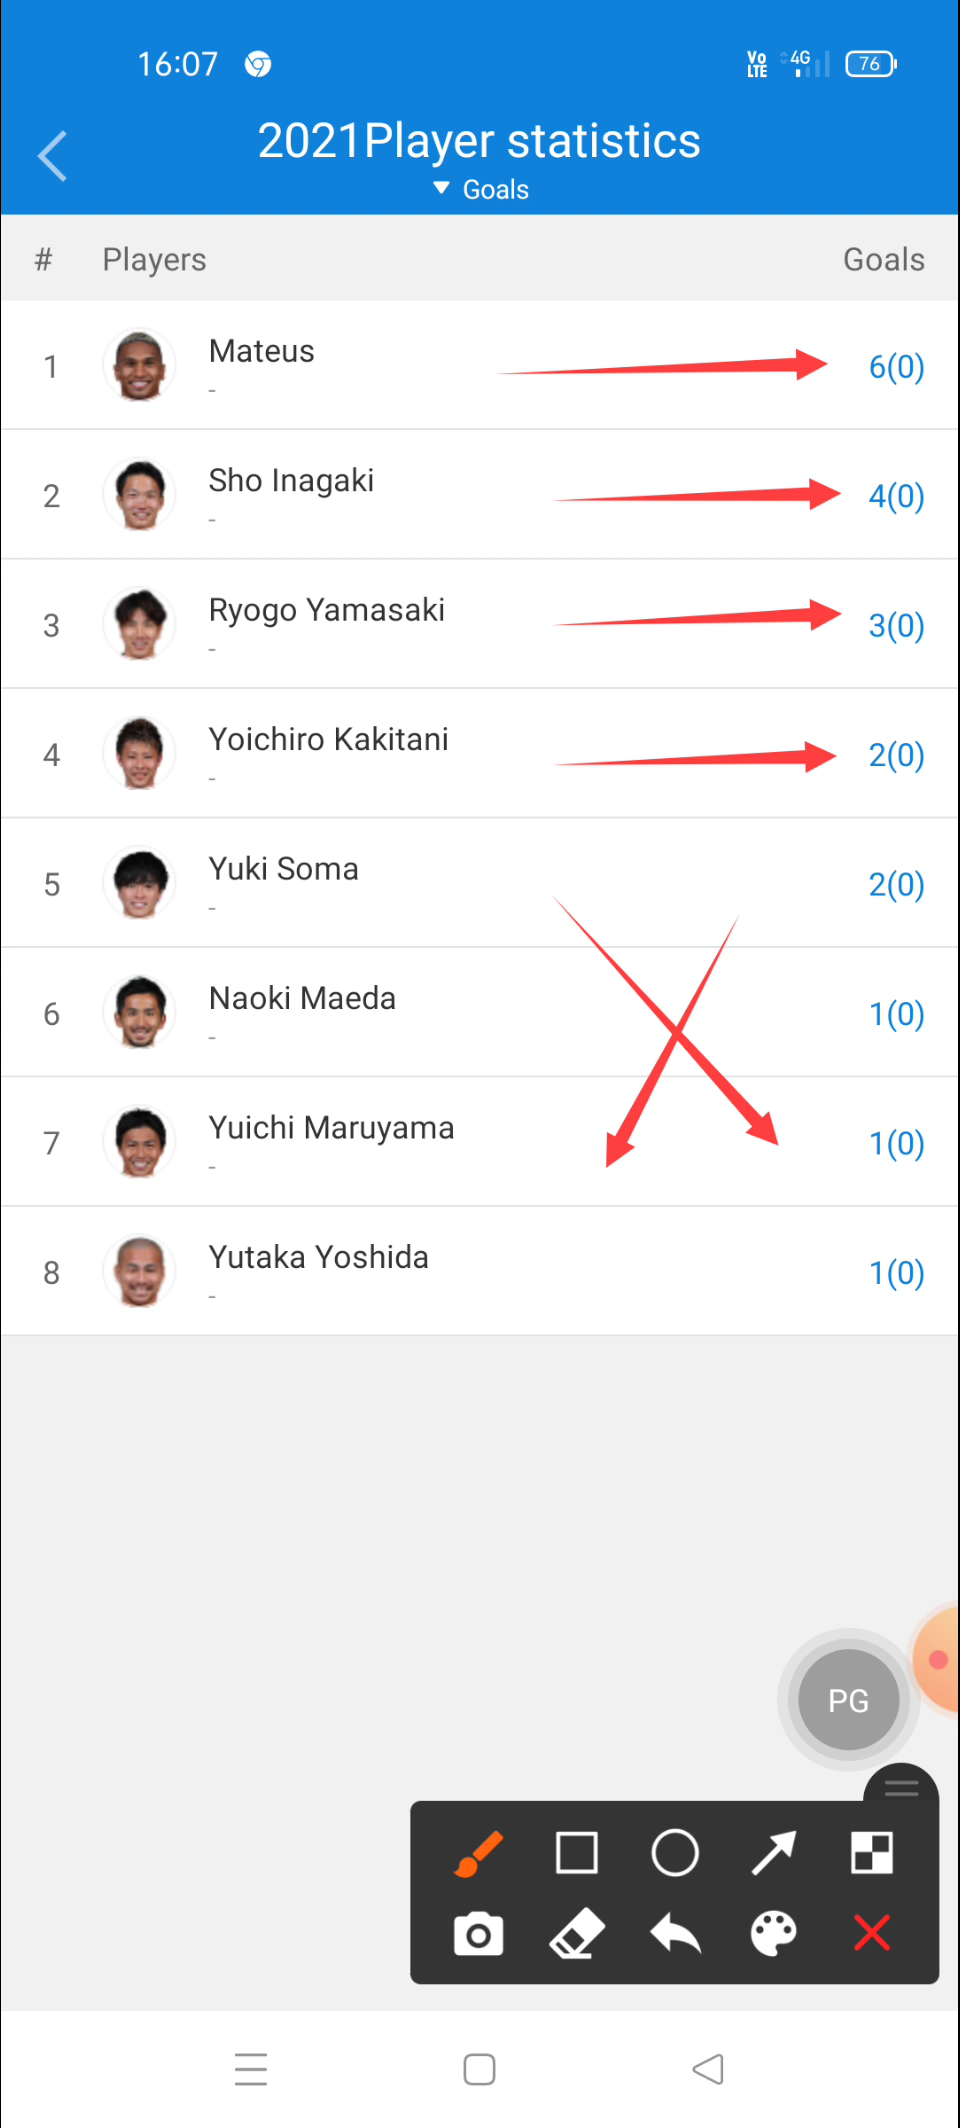 16:07
Vo LTE 4G 76
2021Player statistics
Goals
# Players Goals
1 Mateus 6(0)
-
2 Sho Inagaki 4(0)
-
3 Ryogo Yamasaki 3(0)
-
4 Yoichiro Kakitani 2(0)
-
5 Yuki Soma 2(0)
-
6 Naoki Maeda 1(0)
-
7 Yuichi Maruyama 1(0)
-
8 Yutaka Yoshida 1(0)
-
PG